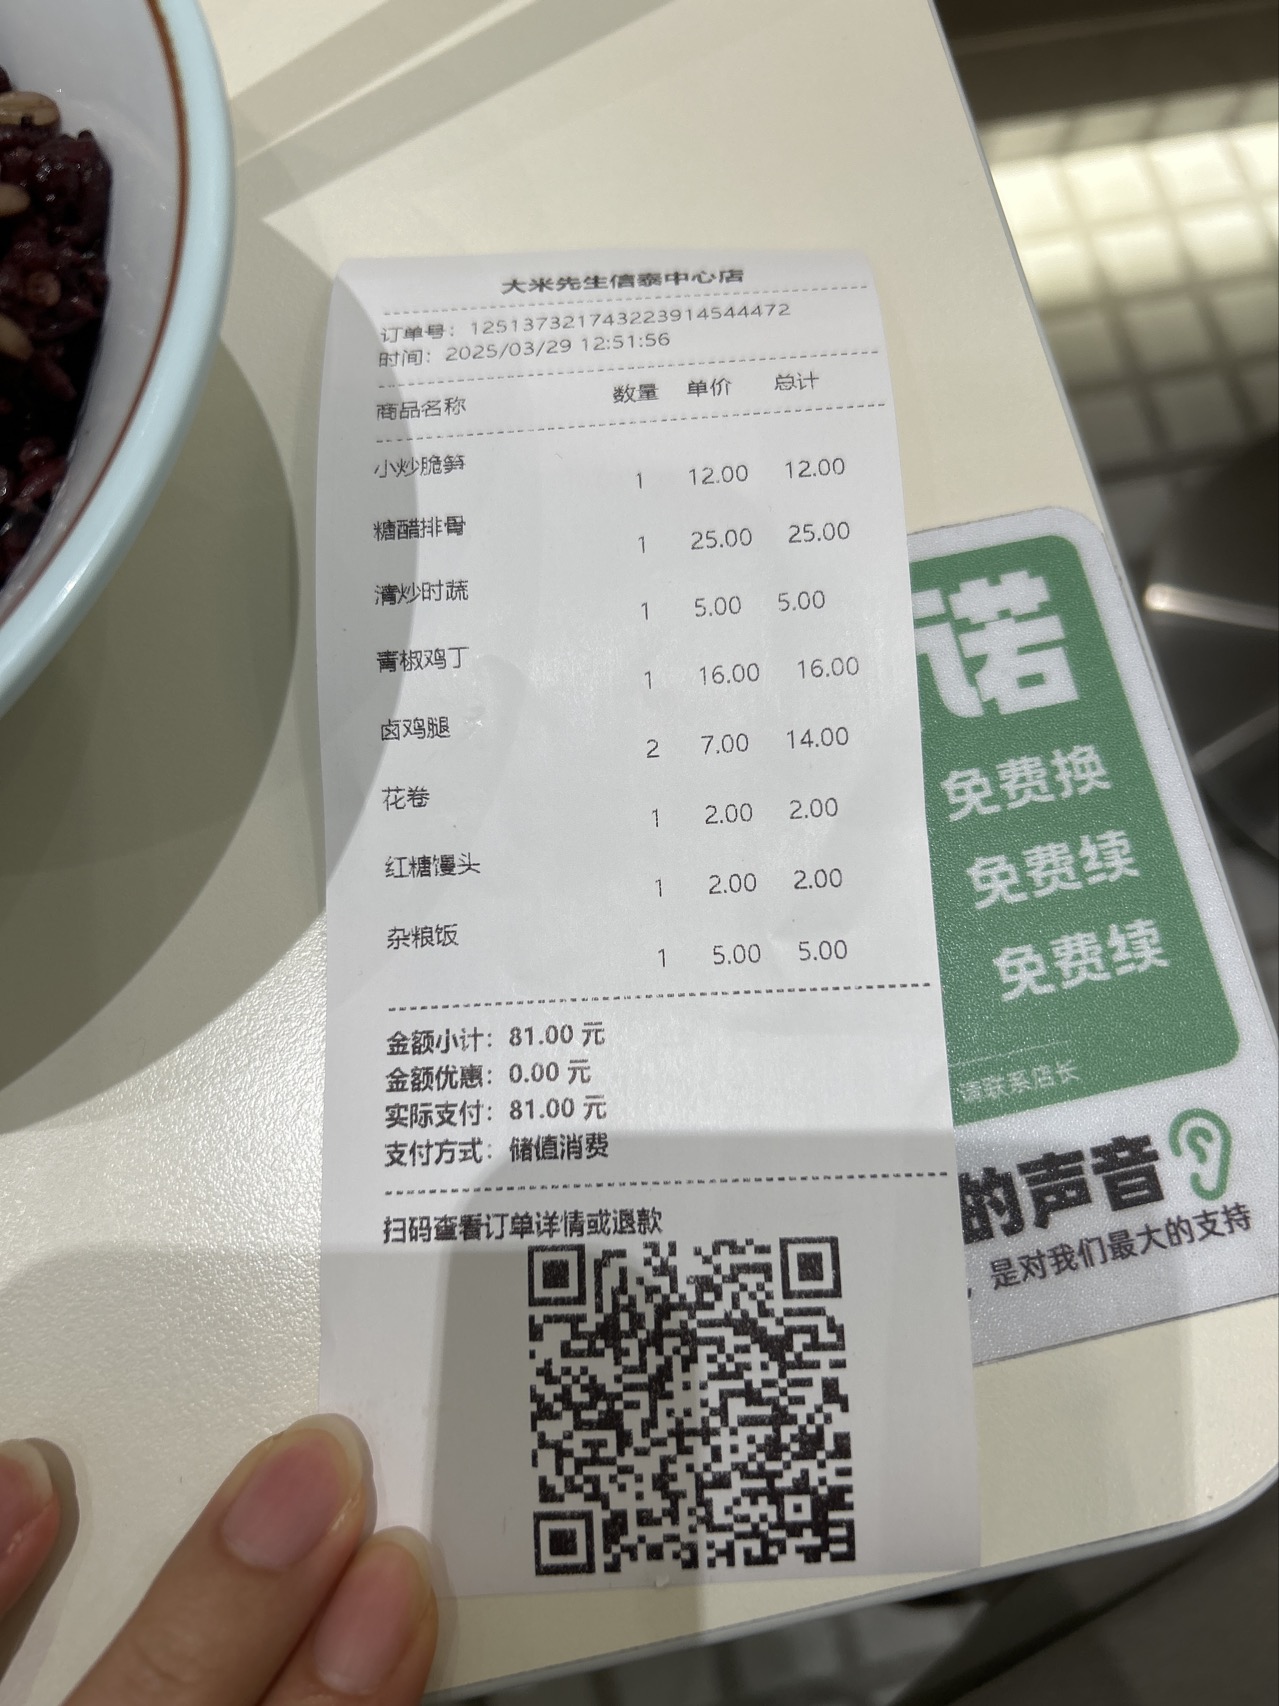 大米先生信泰中心店
订单号：125137321743223914544472
时间：2025/03/29 12:51:56
商品名称 数量 单价 总计
小炒脆笋 1 12.00 12.00
糖醋排骨 1 25.00 25.00
清炒时蔬 1 5.00 5.00
青椒鸡丁 1 16.00 16.00
卤鸡腿 2 7.00 14.00
花卷 1 2.00 2.00
红糖馒头 1 2.00 2.00
杂粮饭 1 5.00 5.00
金额小计：81.00 元
金额优惠：0.00 元
实际支付：81.00 元
支付方式：储值消费
扫码查看订单详情或退款
诺
免费换
免费续
免费续
请联系店长
的声音
，是对我们最大的支持